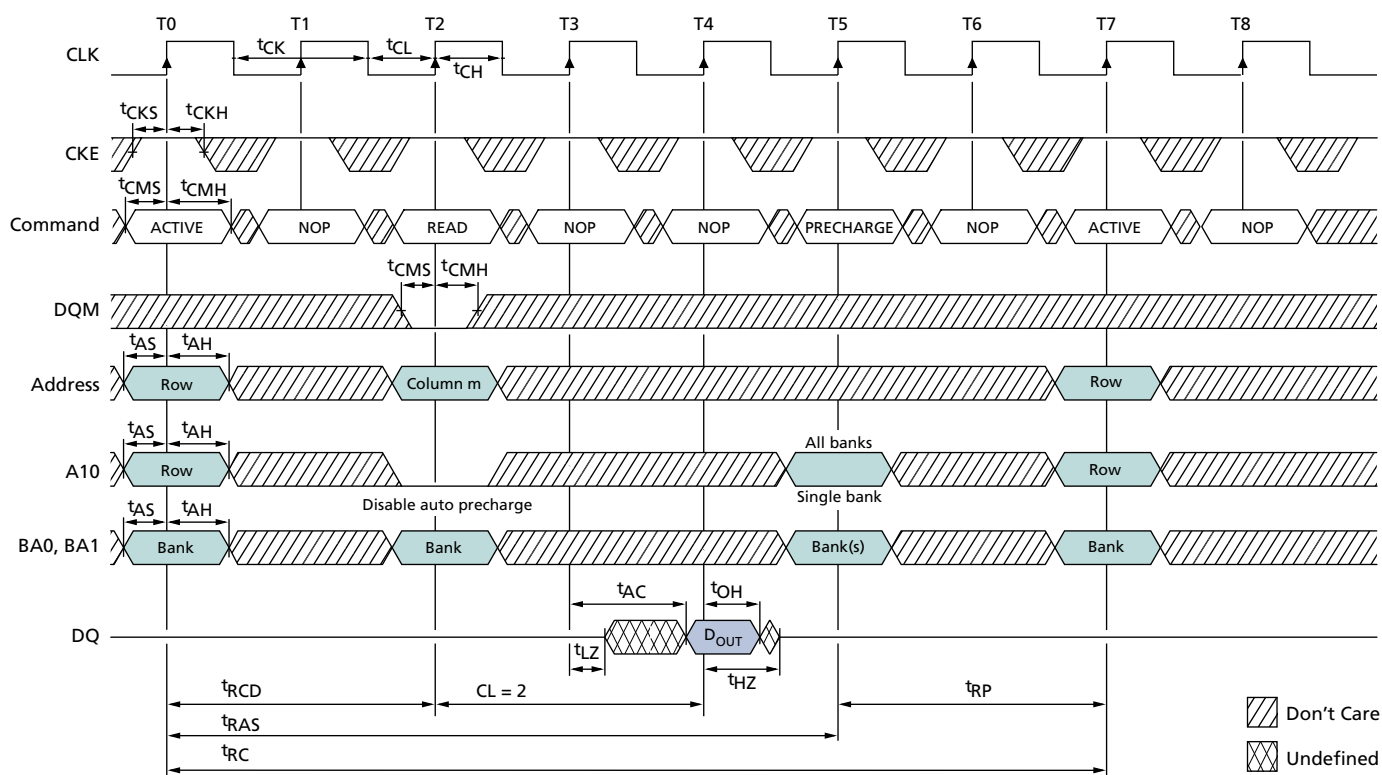 T0 T1 T2 T3 T4 T5 T6 T7 T8
CLK
tCK tCL
tCH
tCKS tCKH
CKE
tCMS tCMH
Command ACTIVE NOP READ NOP NOP PRECHARGE NOP ACTIVE NOP
tCMS tCMH
DQM
tAS tAH
Address Row Column m Row
tAS tAH
All banks
A10 Row Row
Disable auto precharge
Single bank
tAS tAH
BA0, BA1 Bank Bank Bank(s) Bank
tAC tOH
DQ DOUT
tLZ tHZ
tRCD CL = 2 tRP
tRAS
tRC
Don't Care
Undefined